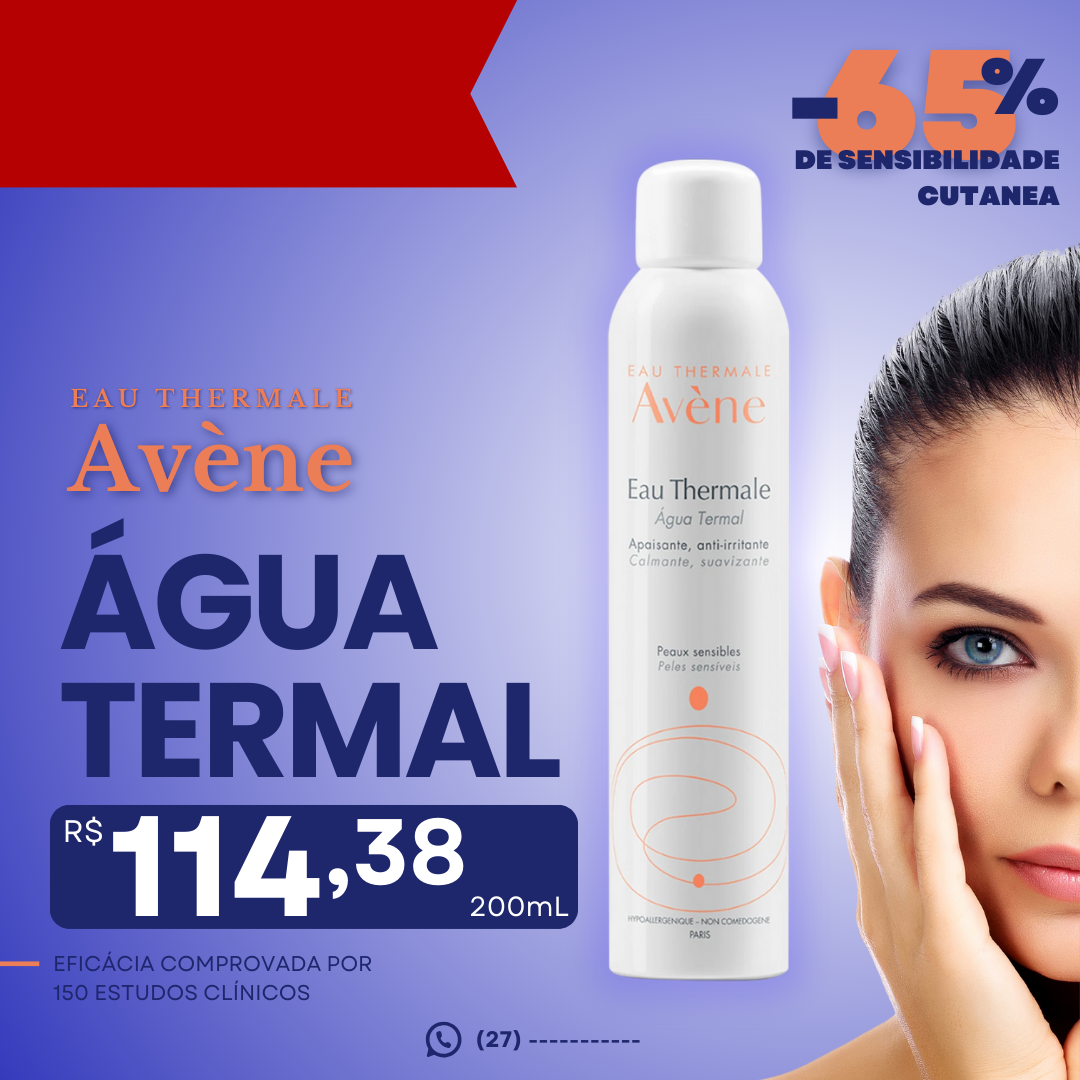 -65%
DE SENSIBILIDADE
CUTANEA
EAU THERMALE
Avène
ÁGUA
TERMAL
R$ 114,38
200mL
EFICÁCIA COMPROVADA POR
150 ESTUDOS CLÍNICOS
EAU THERMALE
Avène
Eau Thermale
Água Termal
Apaisante, anti-irritante
Calmante, suavizante
Peaux sensibles
Peles sensíveis
HYPOALLERGENIQUE – NON COMEDOGENE
PARIS
(27) -----------